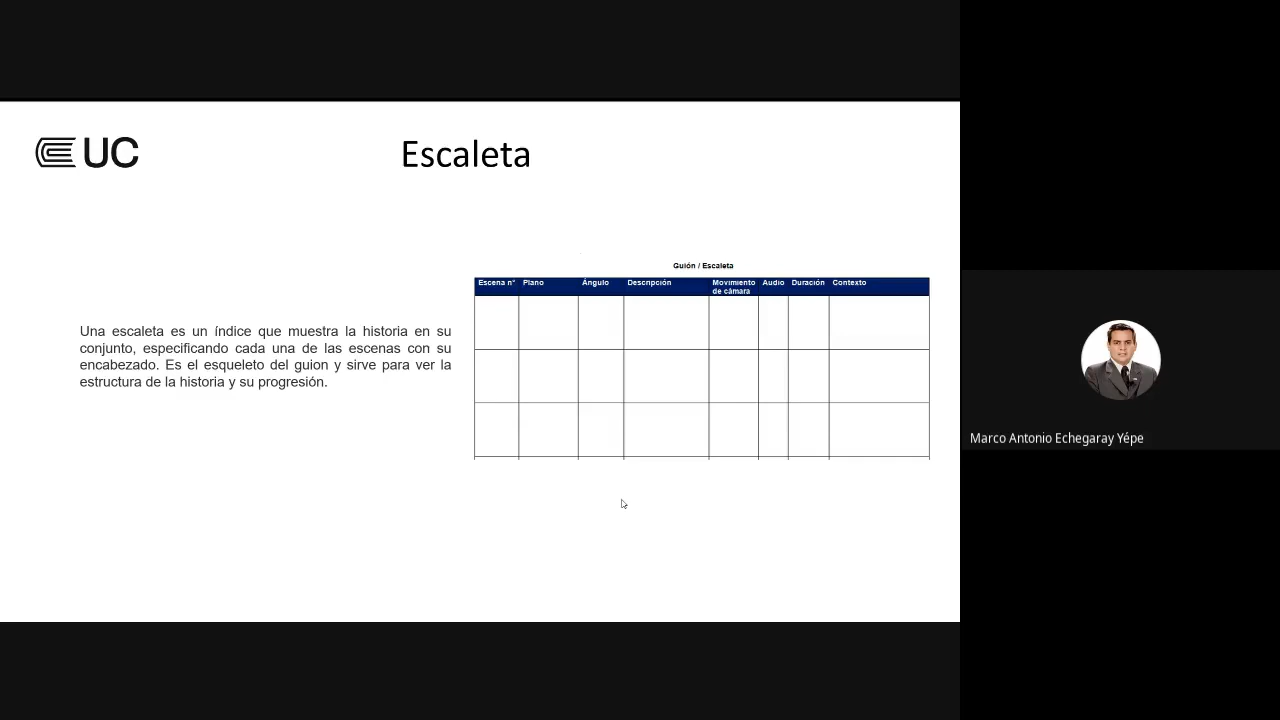 UC
Escaleta
Guión / Escaleta
Escena n° Plano Ángulo Descripción Movimiento de cámara Audio Duración Contexto
Una escaleta es un índice que muestra la historia en su
conjunto, especificando cada una de las escenas con su
encabezado. Es el esqueleto del guion y sirve para ver la
estructura de la historia y su progresión.
Marco Antonio Echegaray Yépe